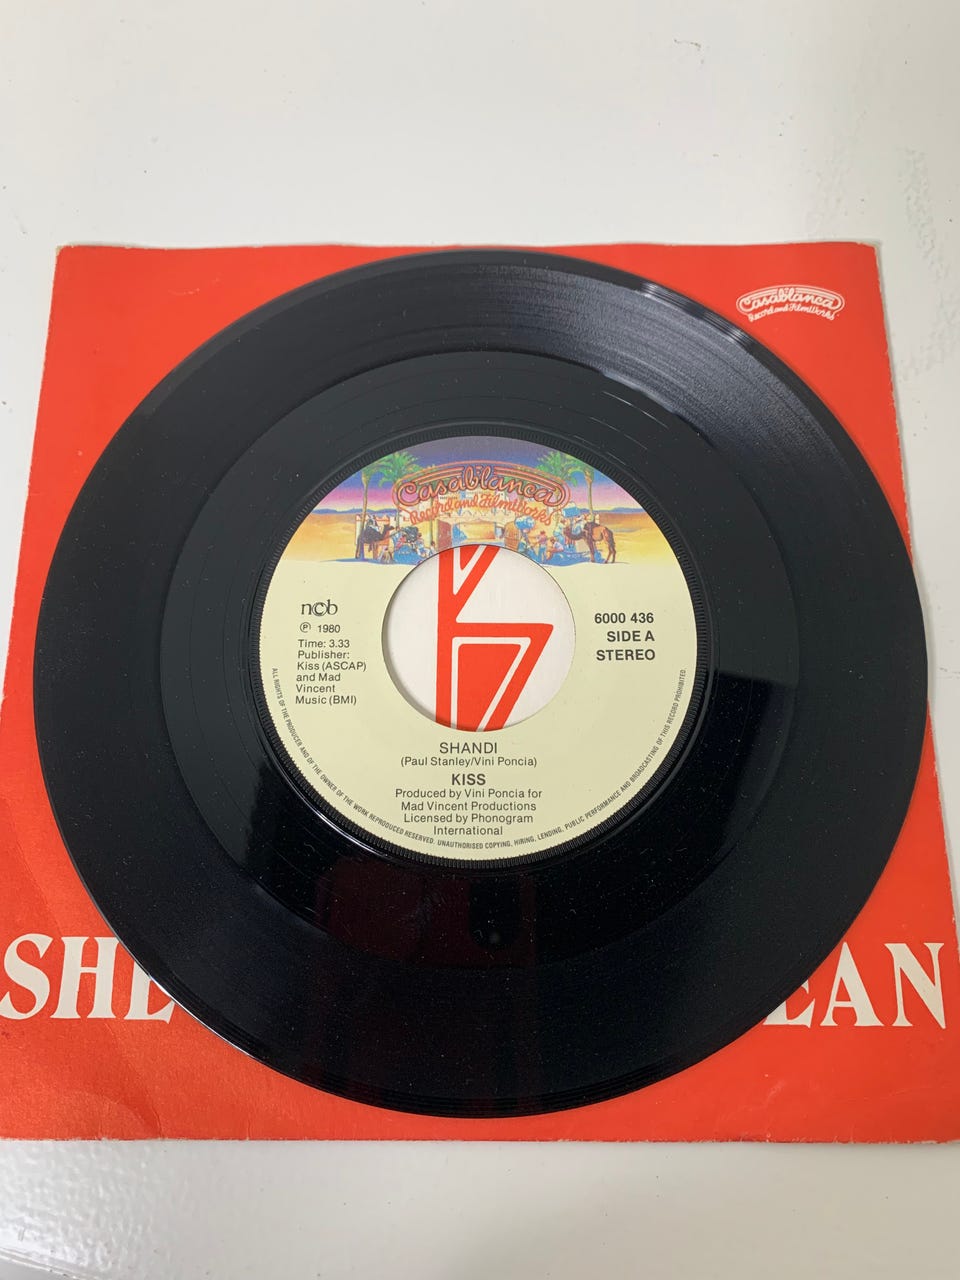 Casablanca
Record and FilmWorks
Casablanca
Record and FilmWorks
ncb
℗ 1980
Time: 3.33
Publisher:
Kiss (ASCAP)
and Mad
Vincent
Music (BMI)
6000 436
SIDE A
STEREO
SHANDI
(Paul Stanley/Vini Poncia)
KISS
Produced by Vini Poncia for
Mad Vincent Productions
Licensed by Phonogram
International
ALL RIGHTS OF THE PRODUCER AND OF THE OWNER OF THE WORK REPRODUCED RESERVED. UNAUTHORISED COPYING, HIRING, LENDING, PUBLIC PERFORMANCE AND BROADCASTING OF THIS RECORD PROHIBITED.
SHE
EAN